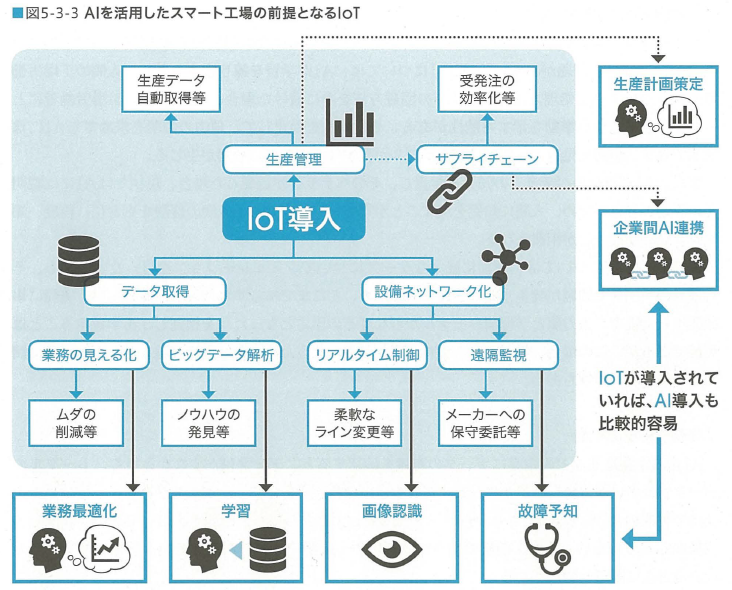 ■図5-3-3 AIを活用したスマート工場の前提となるIoT
生産データ
自動取得等
受発注の
効率化等
生産計画策定
生産管理
サプライチェーン
IoT導入
企業間AI連携
データ取得
設備ネットワーク化
業務の見える化
ビッグデータ解析
リアルタイム制御
遠隔監視
IoTが導入されて
いれば、AI導入も
比較的容易
ムダの
削減等
ノウハウの
発見等
柔軟な
ライン変更等
メーカーへの
保守委託等
業務最適化
学習
画像認識
故障予知